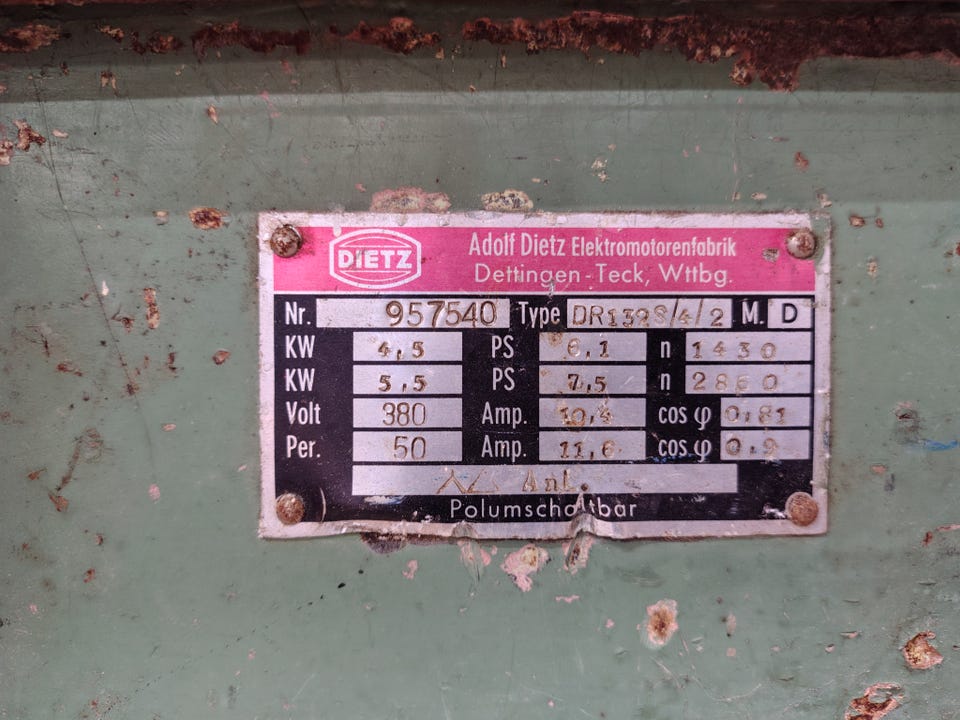 DIETZ
Adolf Dietz Elektromotorenfabrik
Dettingen - Teck, Wttbg.
Nr. 957540 Type DR132S/4/2 M. D
KW 4,5 PS 6,1 n 1430
KW 5,5 PS 7,5 n 2860
Volt 380 Amp. 10,4 cos φ 0.81
Per. 50 Amp. 11,6 cos φ 0.9
⅄△ Anl.
Polumschaltbar